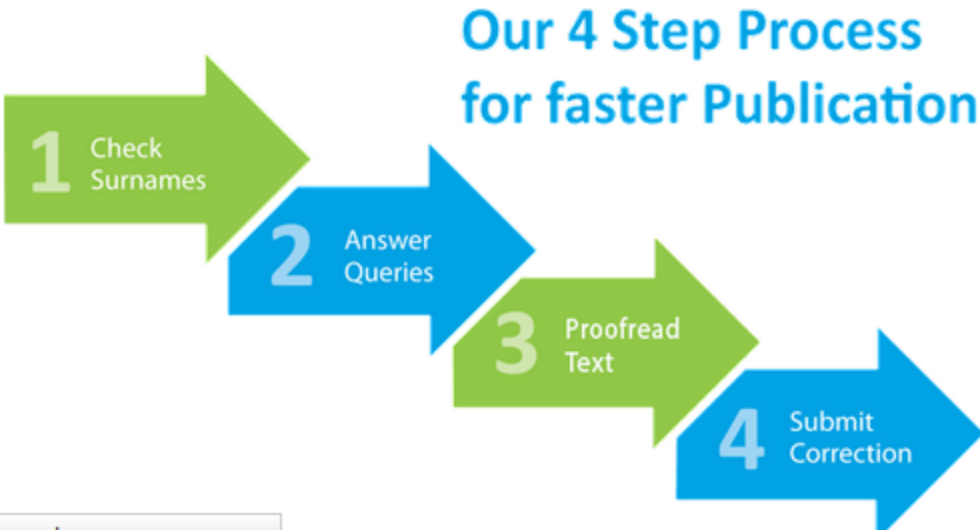 Our 4 Step Process
for faster Publication
1
Check
Surnames
2
Answer
Queries
3
Proofread
Text
4
Submit
Correction